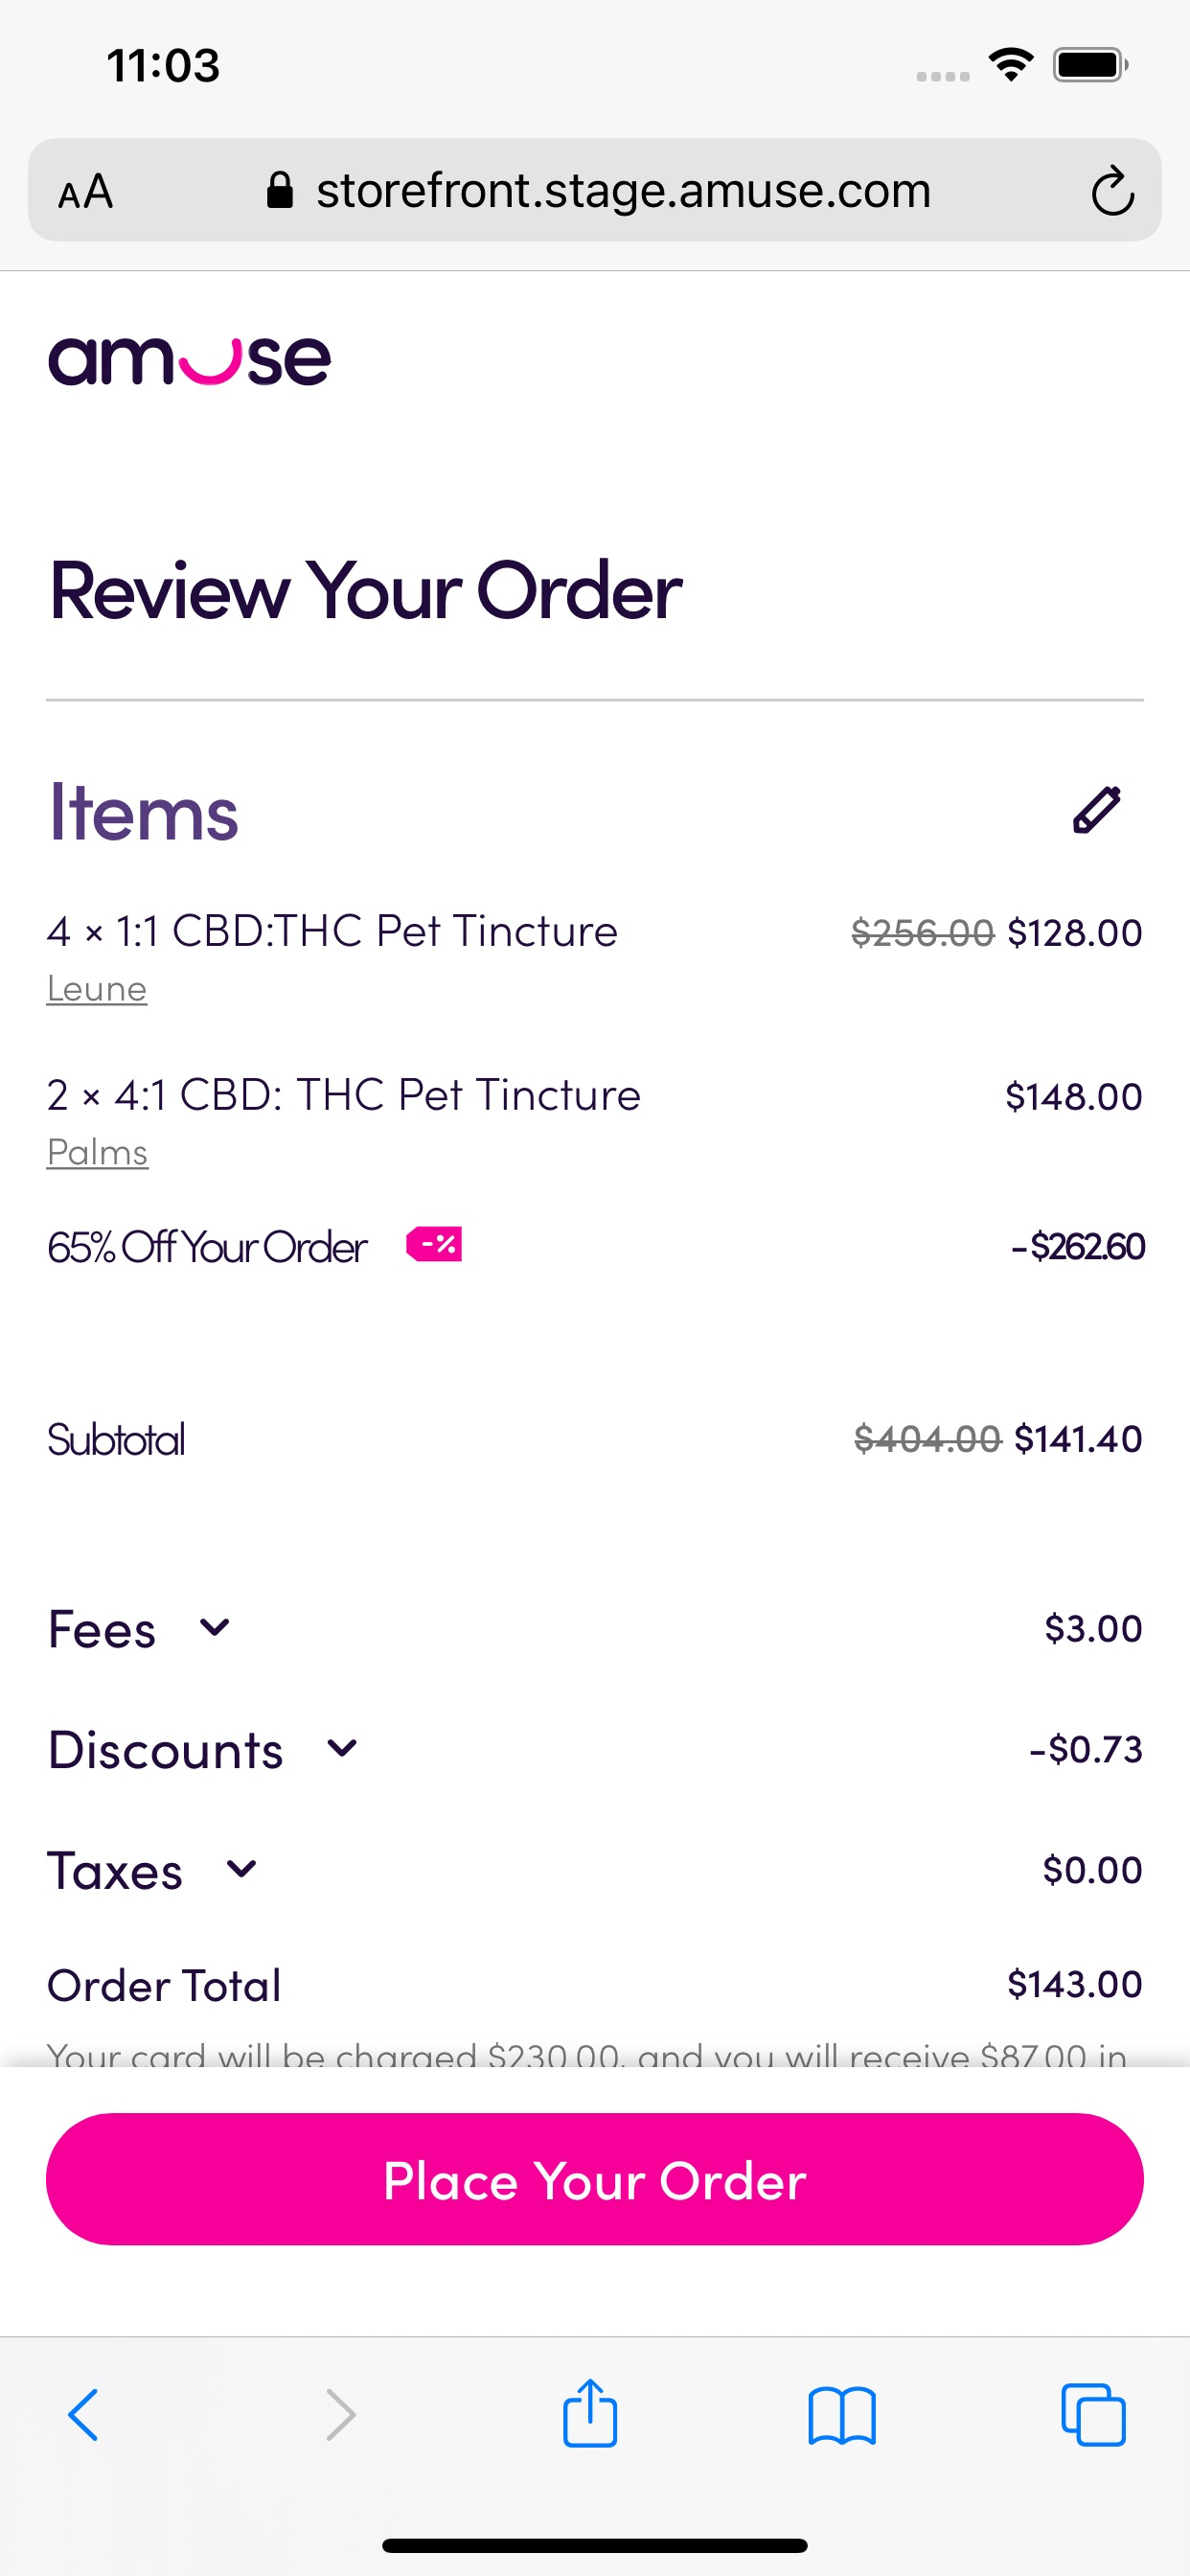 11:03
AA storefront.stage.amuse.com
amuse
Review Your Order
Items
4 × 1:1 CBD:THC Pet Tincture $256.00 $128.00
Leune
2 × 4:1 CBD: THC Pet Tincture $148.00
Palms
65% Off Your Order -% -$262.60
Subtotal $404.00 $141.40
Fees $3.00
Discounts -$0.73
Taxes $0.00
Order Total $143.00
Your card will be charged $230.00, and you will receive $87.00 in
Place Your Order